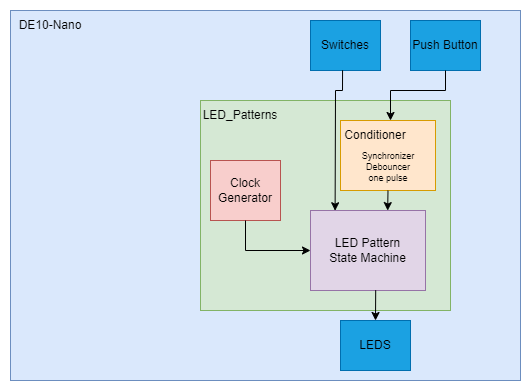 DE10-Nano
Switches
Push Button
LED_Patterns
Conditioner
Synchronizer
Debouncer
one pulse
Clock
Generator
LED Pattern
State Machine
LEDS